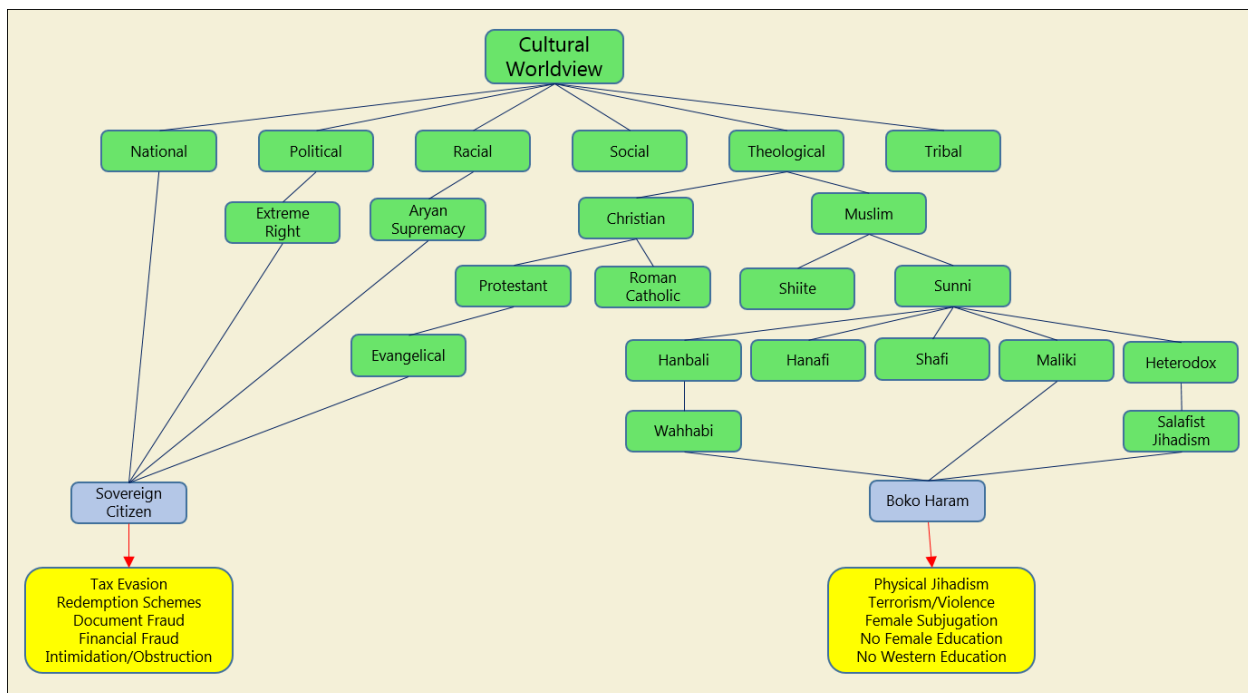 Cultural
Worldview
National
Political
Racial
Social
Theological
Tribal
Extreme
Right
Aryan
Supremacy
Christian
Muslim
Protestant
Roman
Catholic
Shiite
Sunni
Evangelical
Hanbali
Hanafi
Shafi
Maliki
Heterodox
Wahhabi
Salafist
Jihadism
Sovereign
Citizen
Boko Haram
Tax Evasion
Redemption Schemes
Document Fraud
Financial Fraud
Intimidation/Obstruction
Physical Jihadism
Terrorism/Violence
Female Subjugation
No Female Education
No Western Education